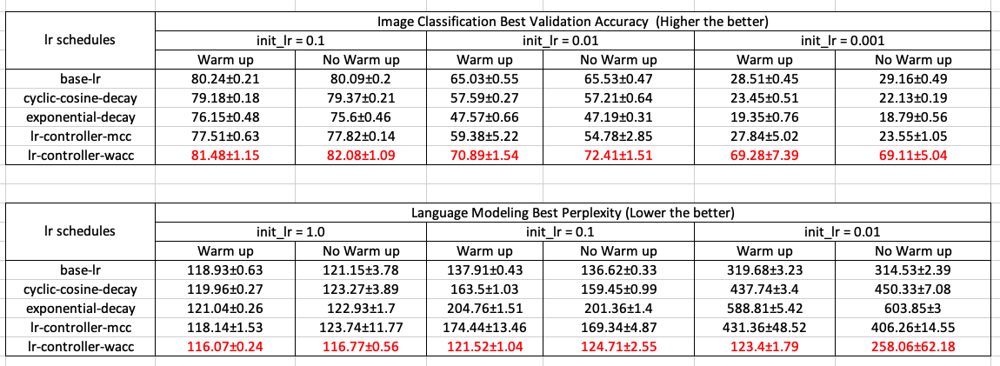 Image Classification Best Validation Accuracy (Higher the better)
lr schedules
init_lr = 0.1 init_lr = 0.01 init_lr = 0.001
Warm up No Warm up Warm up No Warm up Warm up No Warm up
base-lr 80.24±0.21 80.09±0.2 65.03±0.55 65.53±0.47 28.51±0.45 29.16±0.49
cyclic-cosine-decay 79.18±0.18 79.37±0.21 57.59±0.27 57.21±0.64 23.45±0.51 22.13±0.19
exponential-decay 76.15±0.48 75.6±0.46 47.57±0.66 47.19±0.31 19.35±0.76 18.79±0.56
lr-controller-mcc 77.51±0.63 77.82±0.14 59.38±5.22 54.78±2.85 27.84±5.02 23.55±1.05
lr-controller-wacc 81.48±1.15 82.08±1.09 70.89±1.54 72.41±1.51 69.28±7.39 69.11±5.04
Language Modeling Best Perplexity (Lower the better)
lr schedules
init_lr = 1.0 init_lr = 0.1 init_lr = 0.01
Warm up No Warm up Warm up No Warm up Warm up No Warm up
base-lr 118.93±0.63 121.15±3.78 137.91±0.43 136.62±0.33 319.68±3.23 314.53±2.39
cyclic-cosine-decay 119.96±0.27 123.27±3.89 163.5±1.03 159.45±0.99 437.74±3.4 450.33±7.08
exponential-decay 121.04±0.26 122.93±1.7 204.76±1.51 201.36±1.4 588.81±5.42 603.85±3
lr-controller-mcc 118.14±1.53 123.74±11.77 174.44±13.46 169.34±4.87 431.36±48.52 406.26±14.55
lr-controller-wacc 116.07±0.24 116.77±0.56 121.52±1.04 124.71±2.55 123.4±1.79 258.06±62.18